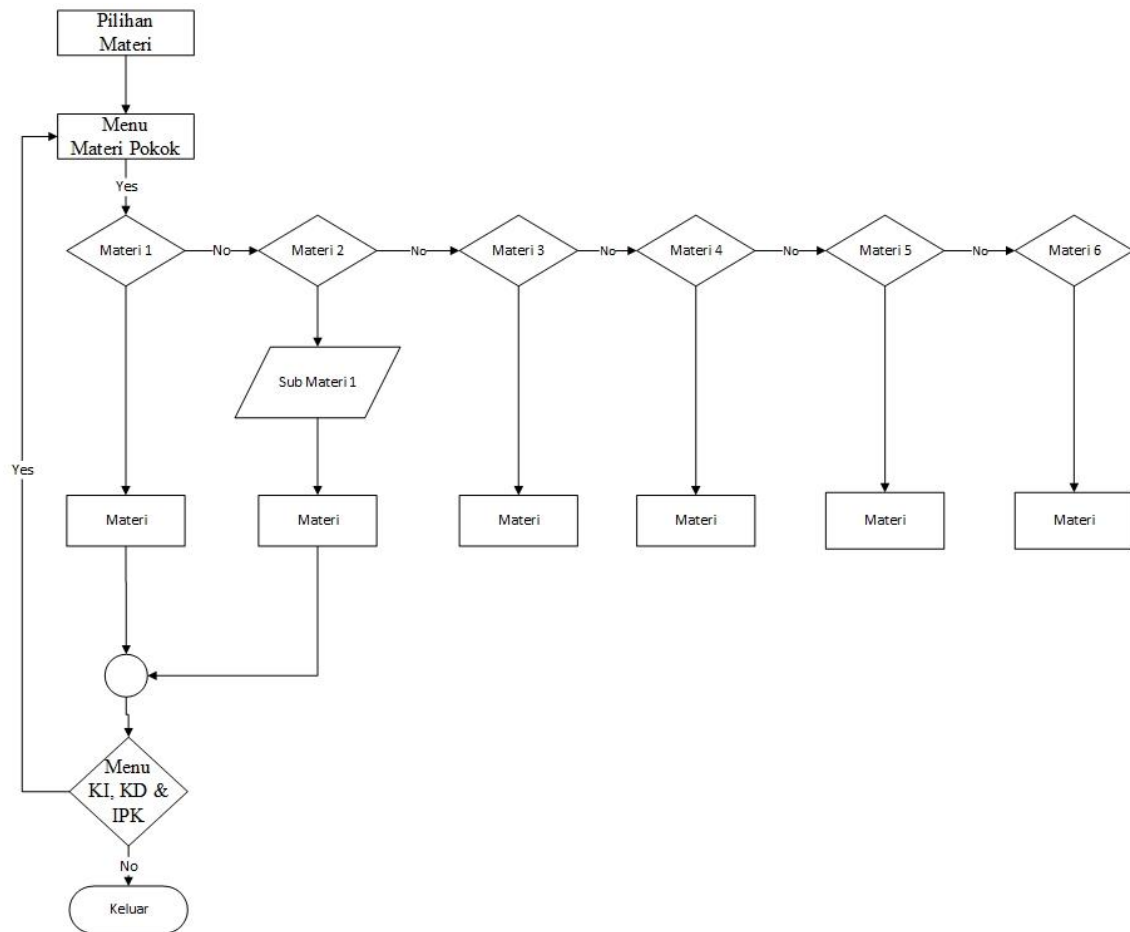 Pilihan
Materi
Menu
Materi Pokok
Yes
Materi 1
No
Materi 2
No
Materi 3
No
Materi 4
No
Materi 5
No
Materi 6
Sub Materi 1
Yes
Materi
Materi
Materi
Materi
Materi
Materi
Menu
KI, KD &
IPK
No
Keluar